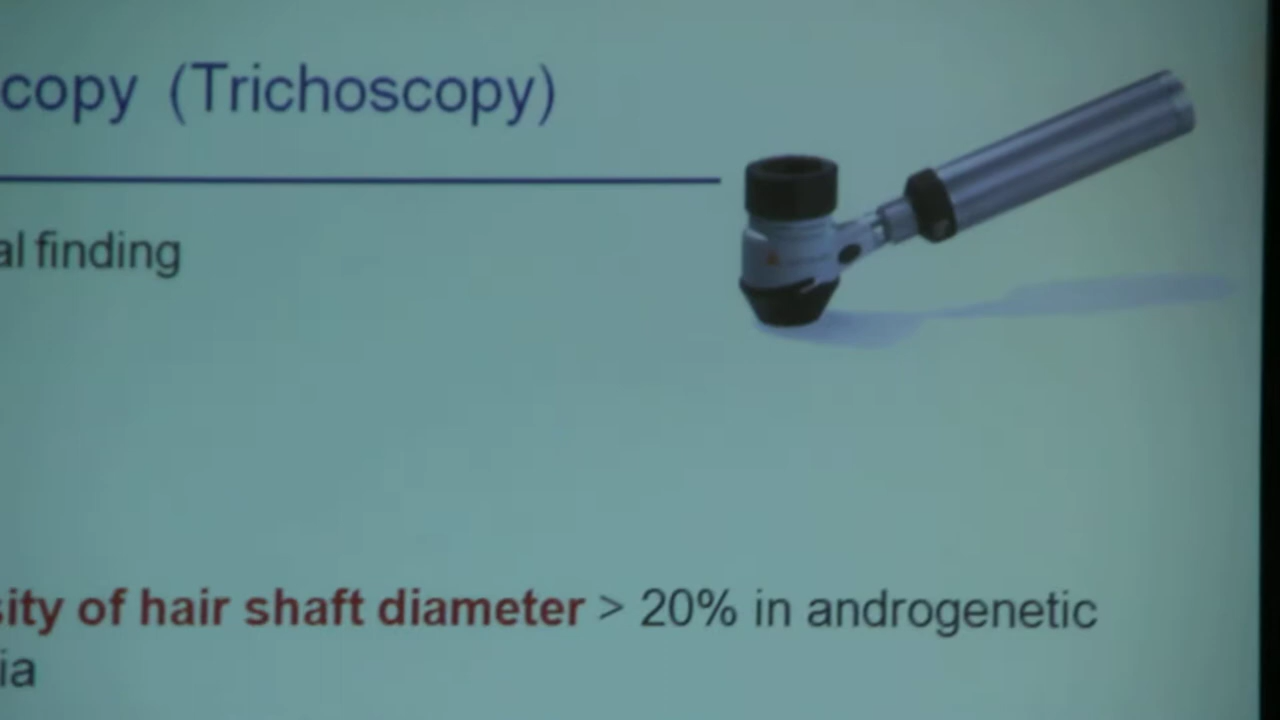 copy (Trichoscopy)
al finding
sity of hair shaft diameter > 20% in androgenetic
ia